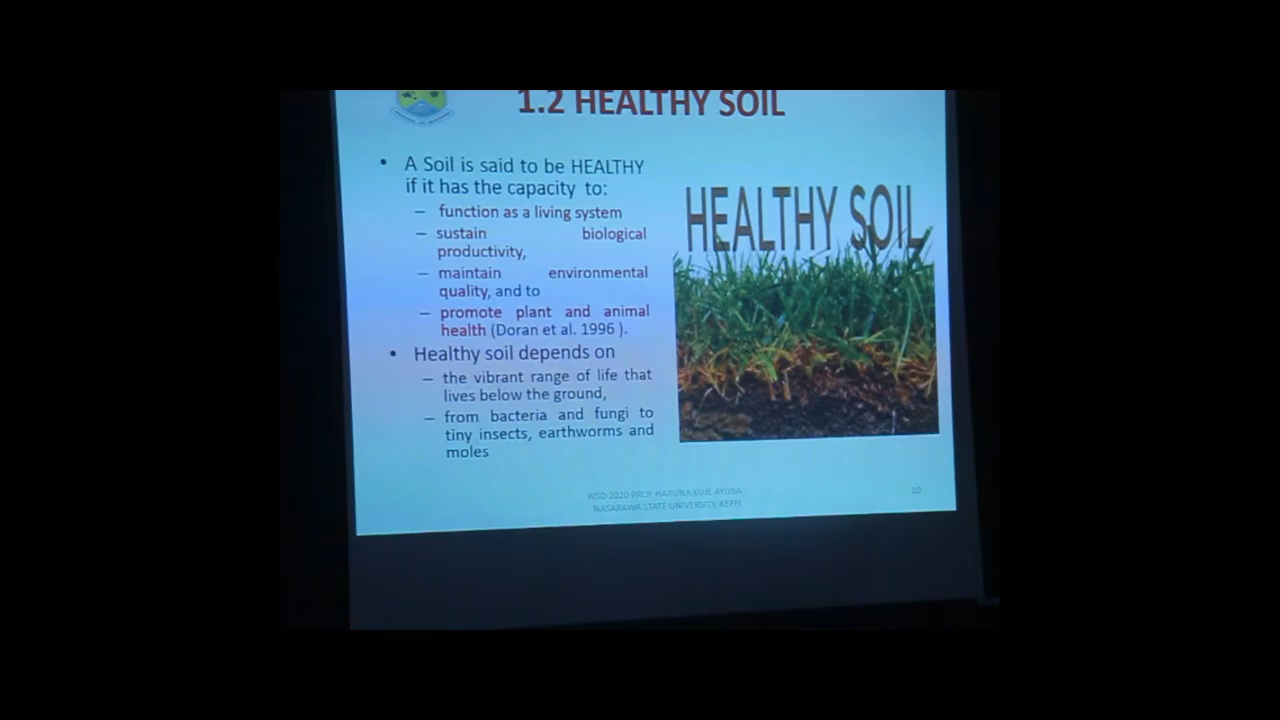 1.2 HEALTHY SOIL
• A Soil is said to be HEALTHY
if it has the capacity to:
– function as a living system
– sustain biological
productivity,
– maintain environmental
quality, and to
– promote plant and animal
health (Doran et al. 1996 ).
• Healthy soil depends on
– the vibrant range of life that
lives below the ground,
– from bacteria and fungi to
tiny insects, earthworms and
moles
HEALTHY SOIL
WSD 2020 PROF HARUNA KUJE AYUBA -
NASARAWA STATE UNIVERSITY, KEFFI
10